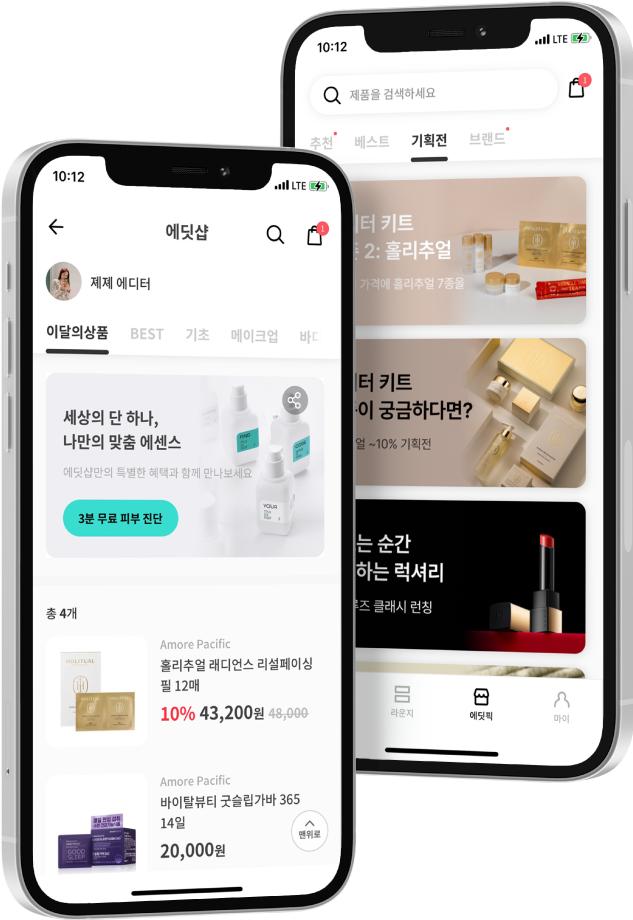 10:12
LTE
에딧샵
1
제제 에디터
이달의상품
BEST
기초
메이크업
바디
세상의 단 하나,
나만의 맞춤 에센스
에딧샵만의 특별한 혜택과 함께 만나보세요
3분 무료 피부 진단
YOUR
총 4개
Amore Pacific
홀리추얼 래디언스 리설페이싱
필 12매
10% 43,200원 48,000
HOLITUAL
Amore Pacific
바이탈뷰티 굿슬립가바 365
14일
20,000원
GOOD
SLEEP
맨위로
10:12
LTE
제품을 검색하세요
1
추천
베스트
기획전
브랜드
터 키트
2: 홀리추얼
가격에 홀리추얼 7종을
터 키트
이 궁금하다면?
얼 ~10% 기획전
는 순간
하는 럭셔리
루즈 클래시 런칭
라운지
에딧픽
마이